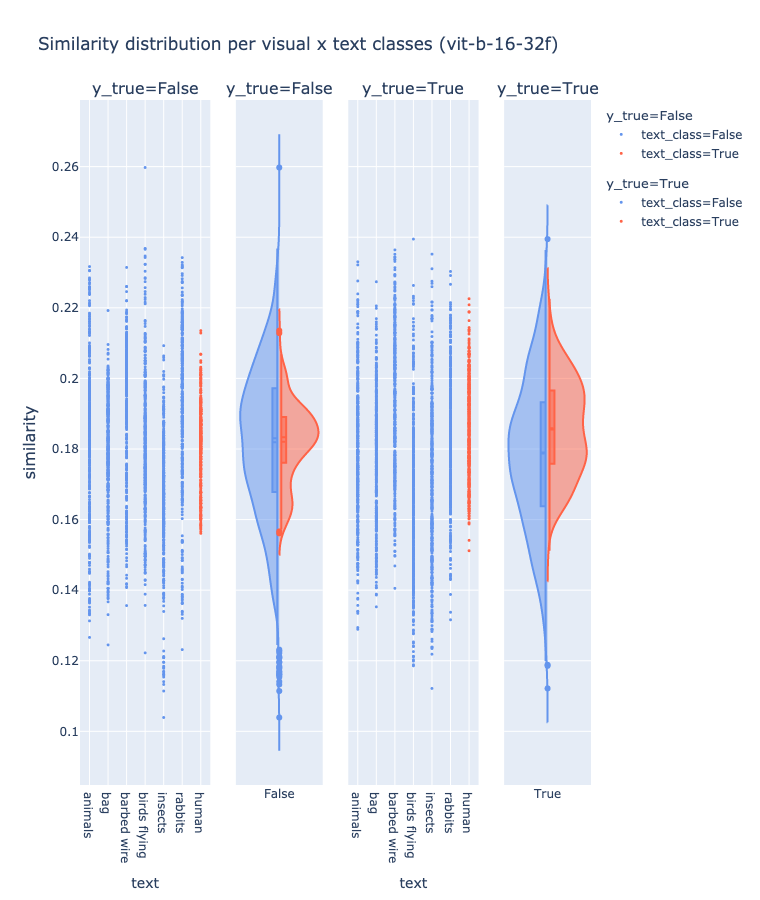 Similarity distribution per visual x text classes (vit-b-16-32f)
y_true=False
y_true=False
y_true=True
y_true=True
y_true=False
text_class=False
text_class=True
y_true=True
text_class=False
text_class=True
similarity
0.26
0.24
0.22
0.2
0.18
0.16
0.14
0.12
0.1
animals
bag
barbed wire
birds flying
insects
rabbits
human
False
animals
bag
barbed wire
birds flying
insects
rabbits
human
True
text
text